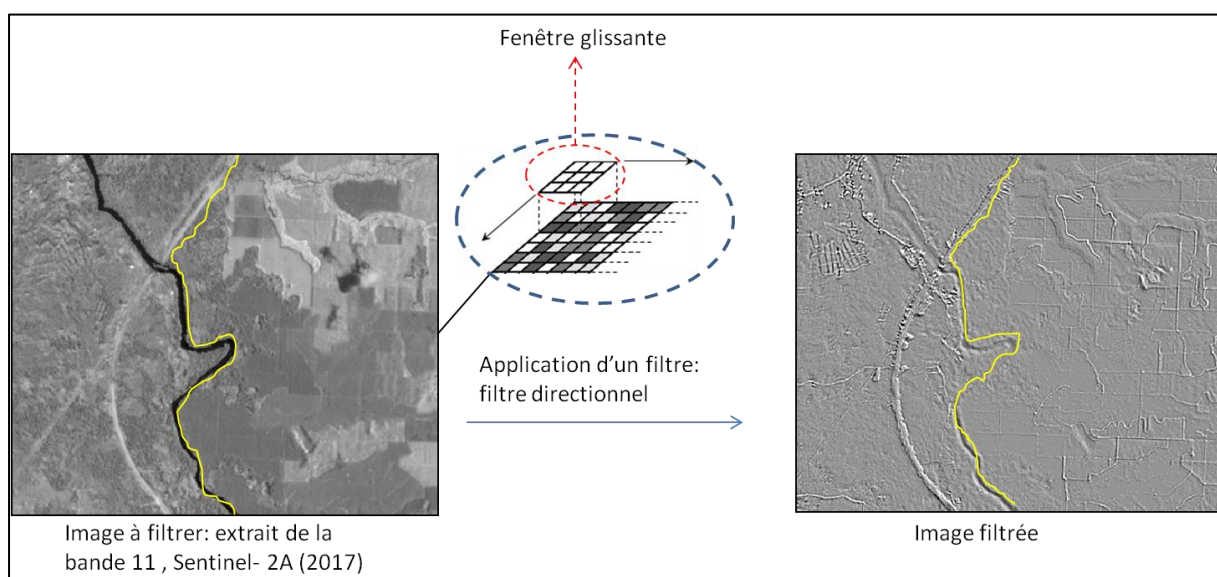 Fenêtre glissante
Application d'un filtre:
filtre directionnel
Image à filtrer: extrait de la
bande 11 , Sentinel- 2A (2017)
Image filtrée